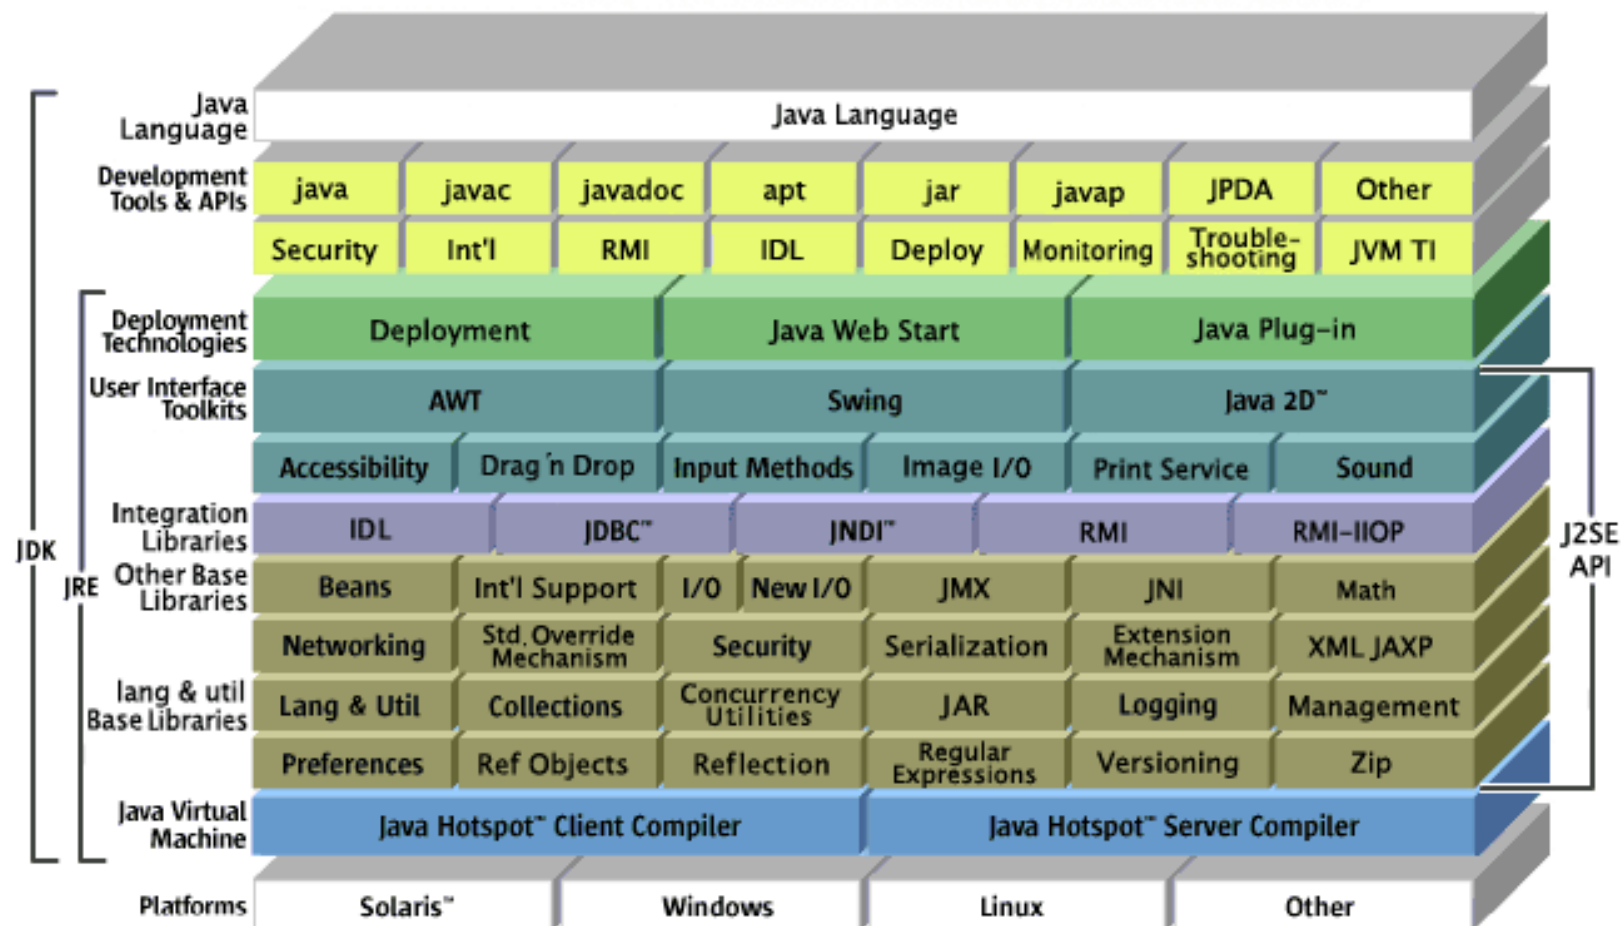 Java
Language
Java Language
Development
Tools & APIs
java javac javadoc apt jar javap JPDA Other
Security Int'l RMI IDL Deploy Monitoring Trouble-
shooting JVM TI
Deployment
Technologies
Deployment Java Web Start Java Plug-in
User Interface
Toolkits
AWT Swing Java 2D™
Accessibility Drag 'n Drop Input Methods Image I/O Print Service Sound
Integration
Libraries
IDL JDBC™ JNDI™ RMI RMI-IIOP
JDK
JRE
J2SE
API
Other Base
Libraries
Beans Int'l Support I/O New I/O JMX JNI Math
Networking Std. Override
Mechanism Security Serialization Extension
Mechanism XML JAXP
lang & util
Base Libraries
Lang & Util Collections Concurrency
Utilities JAR Logging Management
Preferences Ref Objects Reflection Regular
Expressions Versioning Zip
Java Virtual
Machine
Java Hotspot™ Client Compiler Java Hotspot™ Server Compiler
Platforms
Solaris™ Windows Linux Other